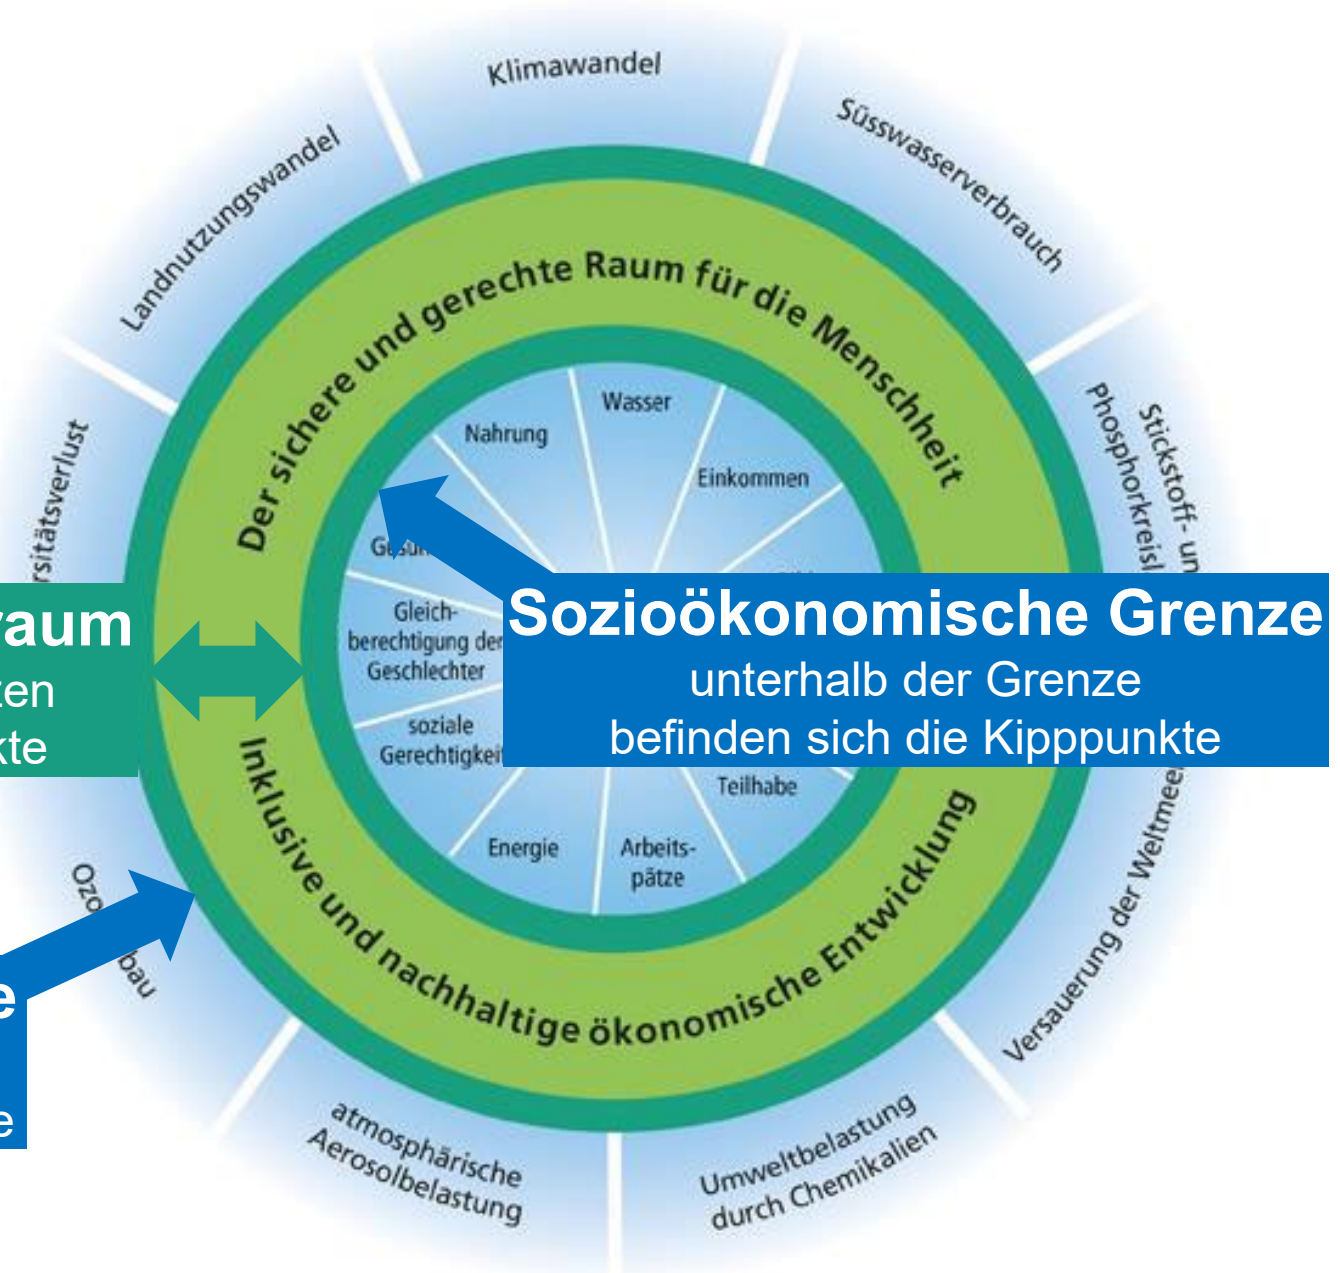 Klimawandel
Süsswasserverbrauch
Landnutzungswandel
Der sichere und gerechte Raum für die Menschheit
Wasser
Nahrung
Einkommen
Stickstoff- un
Phosphorkreisl
rsitätsverlust
Gleich-
berechtigung der
Geschlechter
soziale
Gerechtigkeit
raum
zen
kte
Sozioökonomische Grenze
unterhalb der Grenze
befinden sich die Kipppunkte
Teilhabe
Energie
Arbeits-
pätze
Inklusive und nachhaltige ökonomische Entwicklung
Versauerung der Weltmeer
Ozo
bau
e
e
atmosphärische
Aerosolbelastung
Umweltbelastung
durch Chemikalien